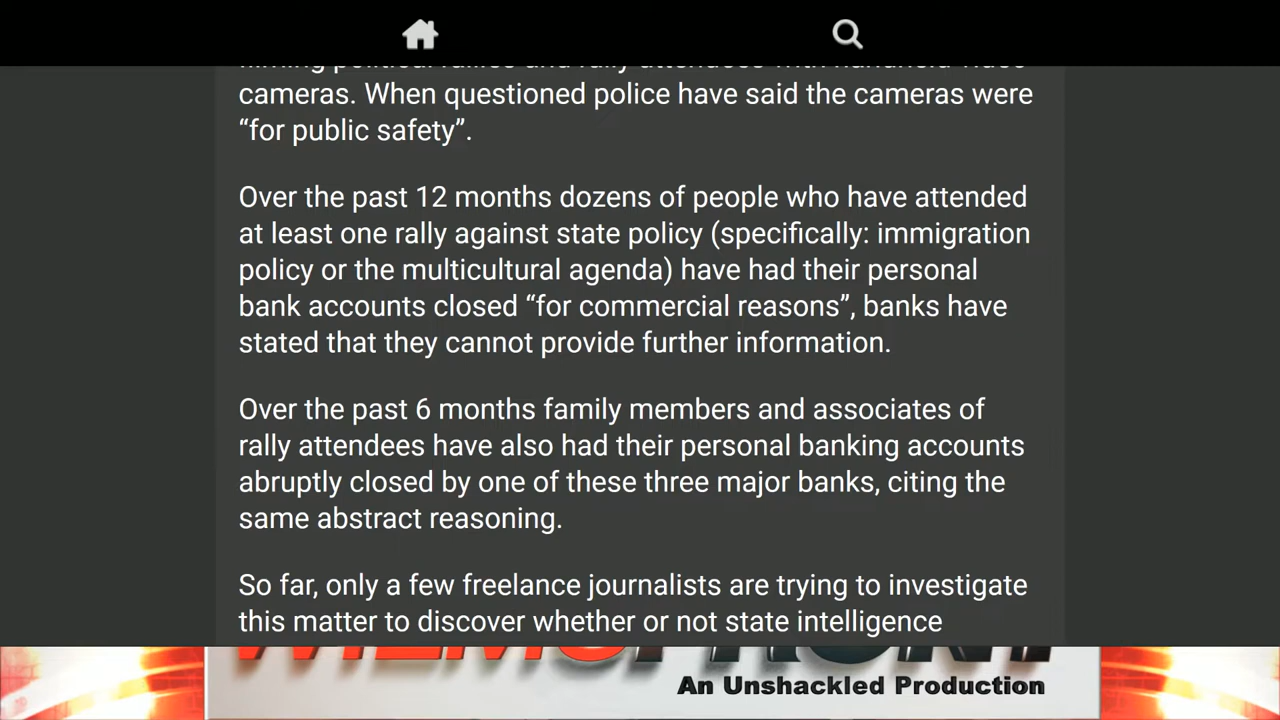 cameras. When questioned police have said the cameras were
“for public safety”.
Over the past 12 months dozens of people who have attended
at least one rally against state policy (specifically: immigration
policy or the multicultural agenda) have had their personal
bank accounts closed “for commercial reasons”, banks have
stated that they cannot provide further information.
Over the past 6 months family members and associates of
rally attendees have also had their personal banking accounts
abruptly closed by one of these three major banks, citing the
same abstract reasoning.
So far, only a few freelance journalists are trying to investigate
this matter to discover whether or not state intelligence
An Unshackled Production